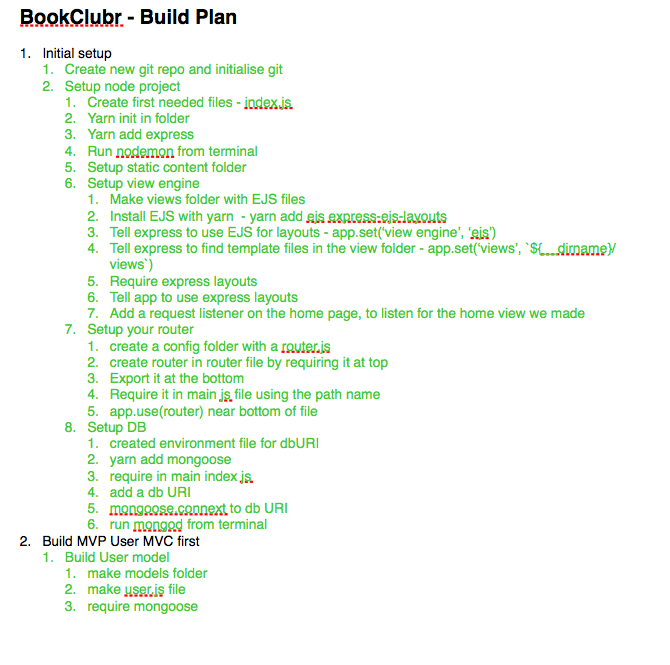 BookClubr - Build Plan
1. Initial setup
1. Create new git repo and initialise git
2. Setup node project
1. Create first needed files - index.js
2. Yarn init in folder
3. Yarn add express
4. Run nodemon from terminal
5. Setup static content folder
6. Setup view engine
1. Make views folder with EJS files
2. Install EJS with yarn - yarn add ejs express-ejs-layouts
3. Tell express to use EJS for layouts - app.set('view engine', 'ejs')
4. Tell express to find template files in the view folder - app.set('views', `${__dirname}/
views`)
5. Require express layouts
6. Tell app to use express layouts
7. Add a request listener on the home page, to listen for the home view we made
7. Setup your router
1. create a config folder with a router.js
2. create router in router file by requiring it at top
3. Export it at the bottom
4. Require it in main js file using the path name
5. app.use(router) near bottom of file
8. Setup DB
1. created environment file for dbURI
2. yarn add mongoose
3. require in main index js.
4. add a db URI
5. mongoose.connext to db URI
6. run mongod from terminal
2. Build MVP User MVC first
1. Build User model
1. make models folder
2. make user.js file
3. require mongoose